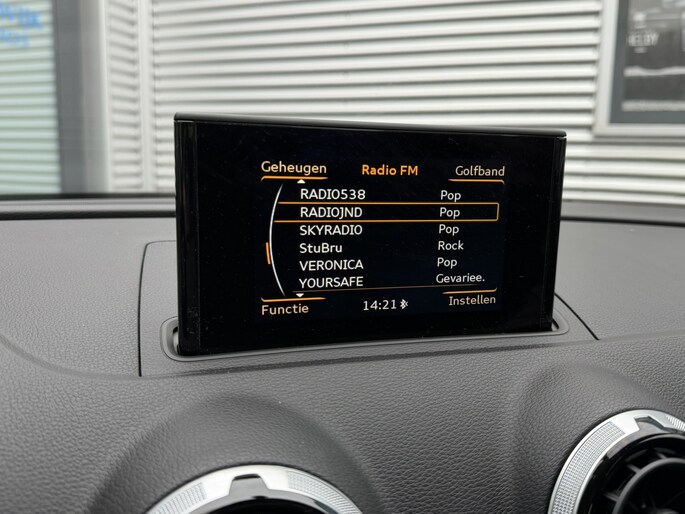 Geheugen Radio FM Golfband
RADIO538 Pop
RADIOJND Pop
SKYRADIO Pop
StuBru Rock
VERONICA Pop
YOURSAFE Gevariee.
Functie 14:21 Instellen